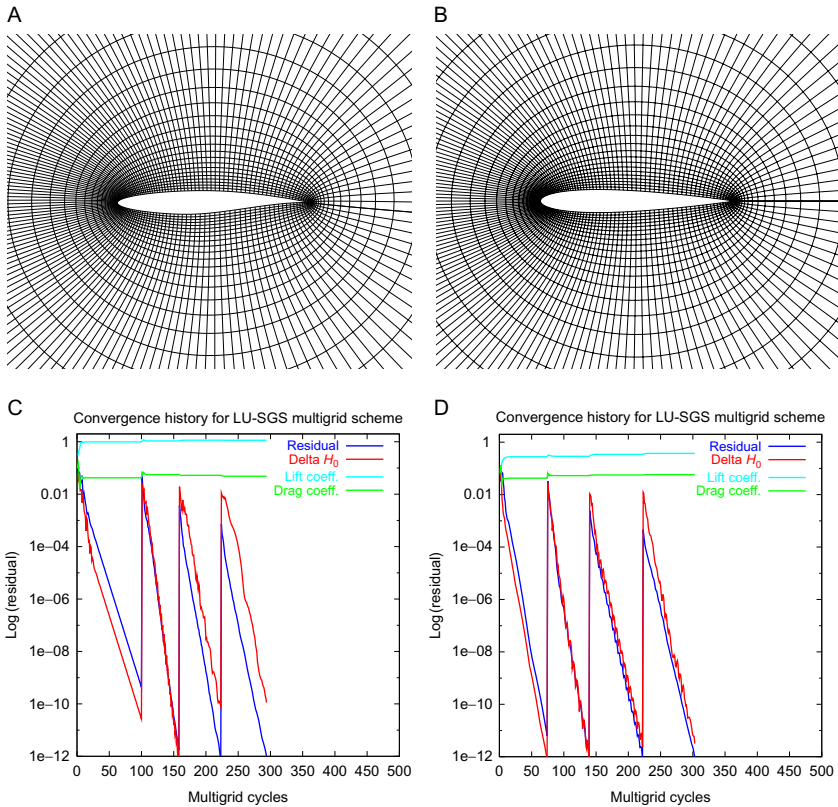 A
B
C
Convergence history for LU-SGS multigrid scheme
1
0.01
1e−04
1e−06
1e−08
1e−10
1e−12
Log (residual)
Residual
Delta H₀
Lift coeff.
Drag coeff.
0 50 100 150 200 250 300 350 400 450 500
Multigrid cycles
D
Convergence history for LU-SGS multigrid scheme
1
0.01
1e−04
1e−06
1e−08
1e−10
1e−12
Log (residual)
Residual
Delta H₀
Lift coeff.
Drag coeff.
0 50 100 150 200 250 300 350 400 450 500
Multigrid cycles